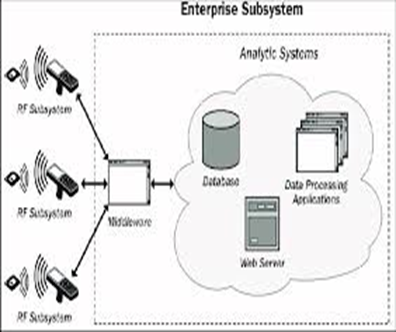 Enterprise Subsystem
Analytic Systems
RF Subsystem
RF Subsystem
RF Subsystem
Middleware
Database
Data Processing
Applications
Web Server